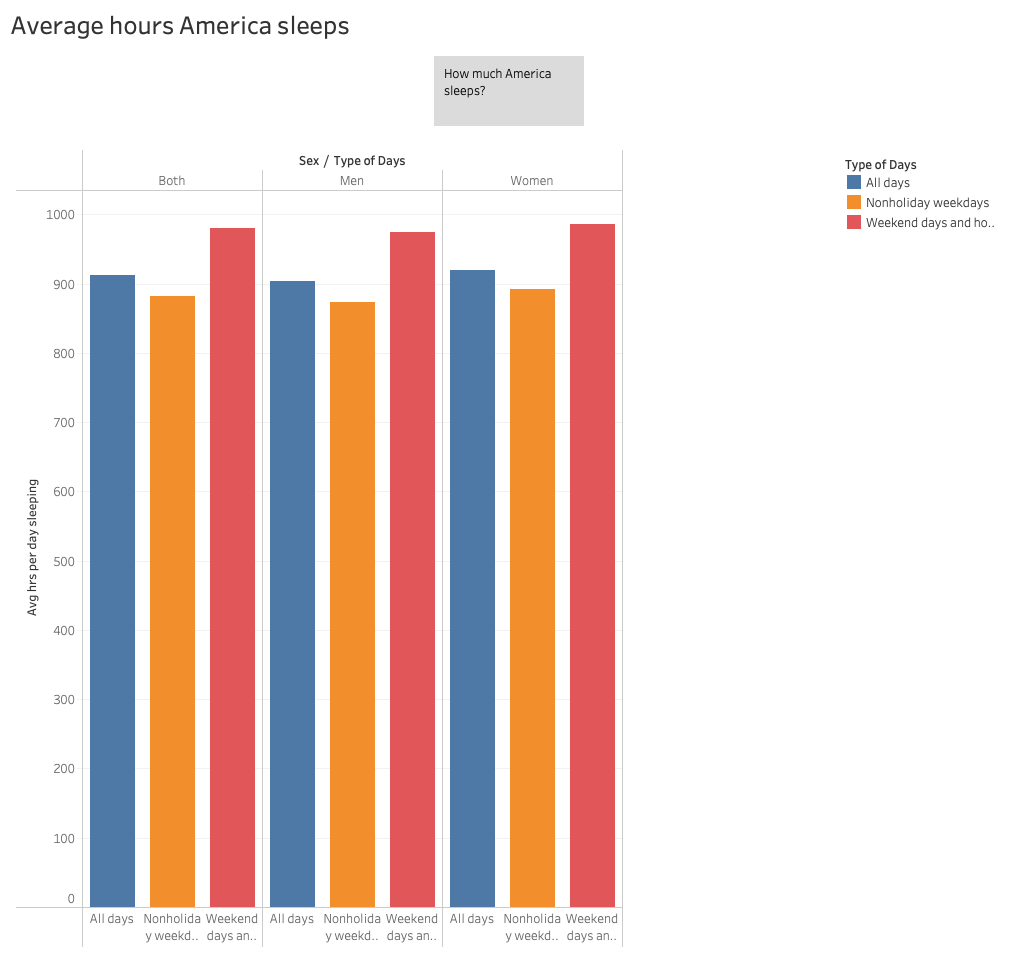 Average hours America sleeps
How much America
sleeps?
Sex / Type of Days
Both Men Women
Type of Days
All days
Nonholiday weekdays
Weekend days and ho..
1000
900
800
700
600
500
400
300
200
100
0
Avg hrs per day sleeping
All days Nonholida Weekend All days Nonholida Weekend All days Nonholida Weekend
y weekd.. days an.. y weekd.. days an.. y weekd.. days an..